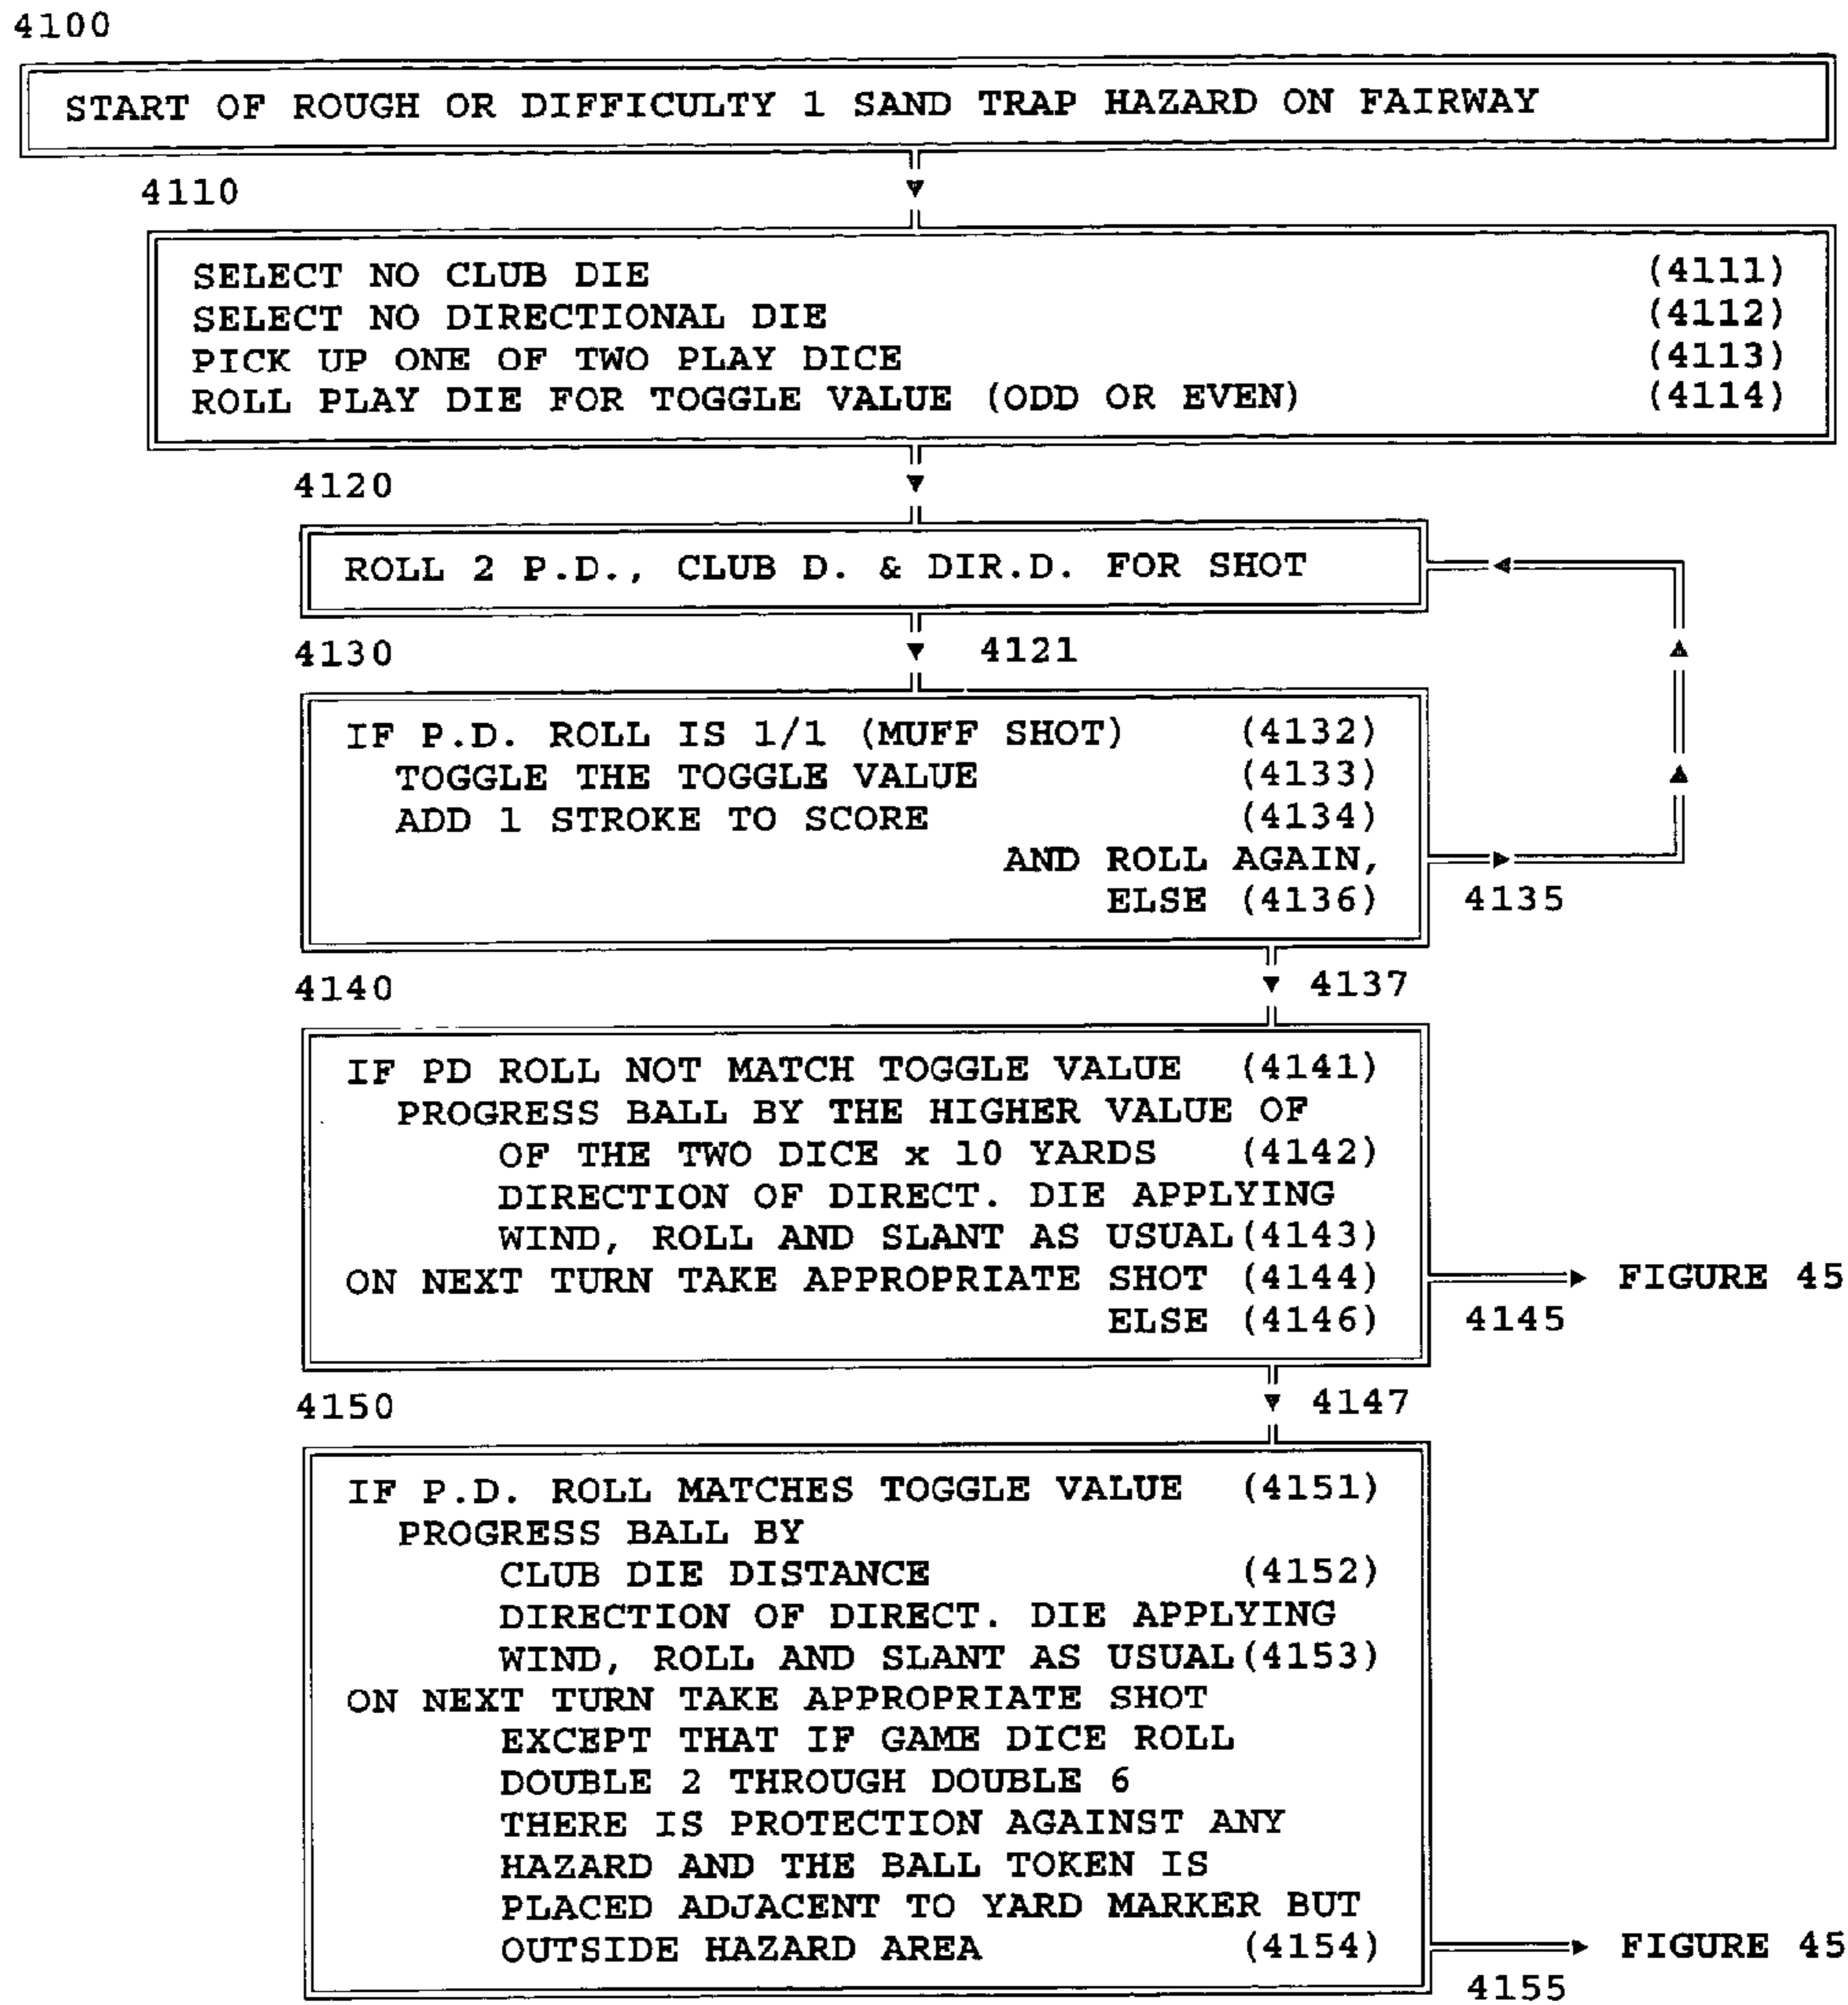 4100
START OF ROUGH OR DIFFICULTY 1 SAND TRAP HAZARD ON FAIRWAY
4110
SELECT NO CLUB DIE (4111)
SELECT NO DIRECTIONAL DIE (4112)
PICK UP ONE OF TWO PLAY DICE (4113)
ROLL PLAY DIE FOR TOGGLE VALUE (ODD OR EVEN) (4114)
4120
ROLL 2 P.D., CLUB D. & DIR.D. FOR SHOT
4130 4121
IF P.D. ROLL IS 1/1 (MUFF SHOT) (4132)
TOGGLE THE TOGGLE VALUE (4133)
ADD 1 STROKE TO SCORE (4134)
AND ROLL AGAIN,
ELSE (4136) 4135
4140 4137
IF PD ROLL NOT MATCH TOGGLE VALUE (4141)
PROGRESS BALL BY THE HIGHER VALUE OF
OF THE TWO DICE x 10 YARDS (4142)
DIRECTION OF DIRECT. DIE APPLYING
WIND, ROLL AND SLANT AS USUAL(4143)
ON NEXT TURN TAKE APPROPRIATE SHOT (4144) FIGURE 45
ELSE (4146) 4145
4150 4147
IF P.D. ROLL MATCHES TOGGLE VALUE (4151)
PROGRESS BALL BY
CLUB DIE DISTANCE (4152)
DIRECTION OF DIRECT. DIE APPLYING
WIND, ROLL AND SLANT AS USUAL(4153)
ON NEXT TURN TAKE APPROPRIATE SHOT
EXCEPT THAT IF GAME DICE ROLL
DOUBLE 2 THROUGH DOUBLE 6
THERE IS PROTECTION AGAINST ANY
HAZARD AND THE BALL TOKEN IS
PLACED ADJACENT TO YARD MARKER BUT
OUTSIDE HAZARD AREA (4154) FIGURE 45
4155